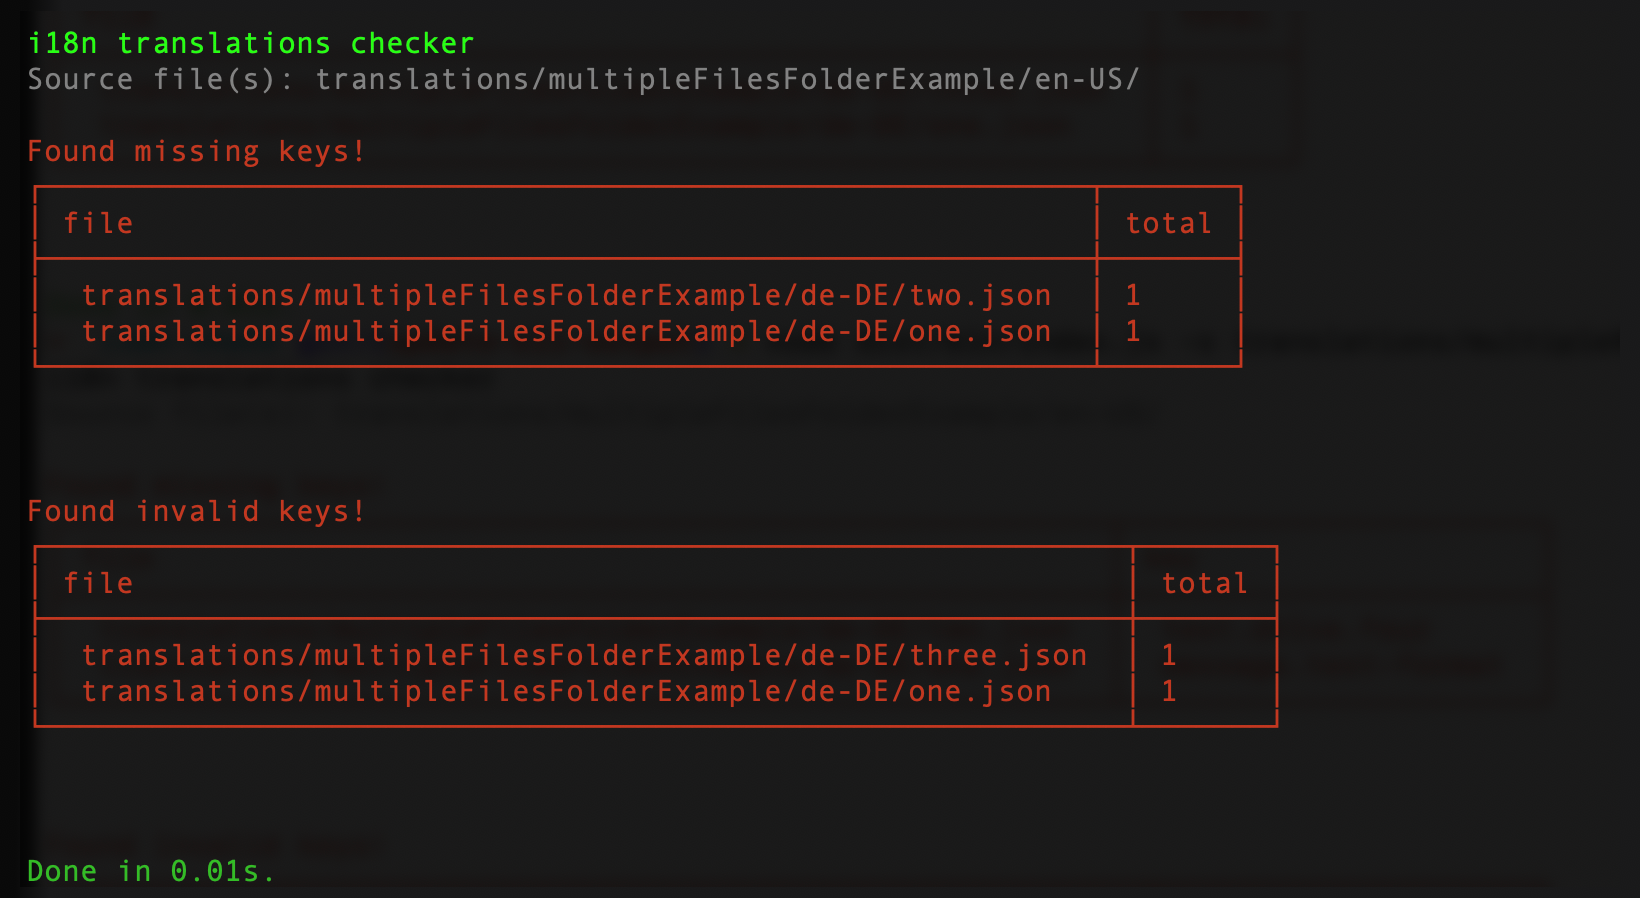 i18n translations checker
Source file(s): translations/multipleFilesFolderExample/en-US/
Found missing keys!
file total
translations/multipleFilesFolderExample/de-DE/two.json 1
translations/multipleFilesFolderExample/de-DE/one.json 1
Found invalid keys!
file total
translations/multipleFilesFolderExample/de-DE/three.json 1
translations/multipleFilesFolderExample/de-DE/one.json 1
Done in 0.01s.